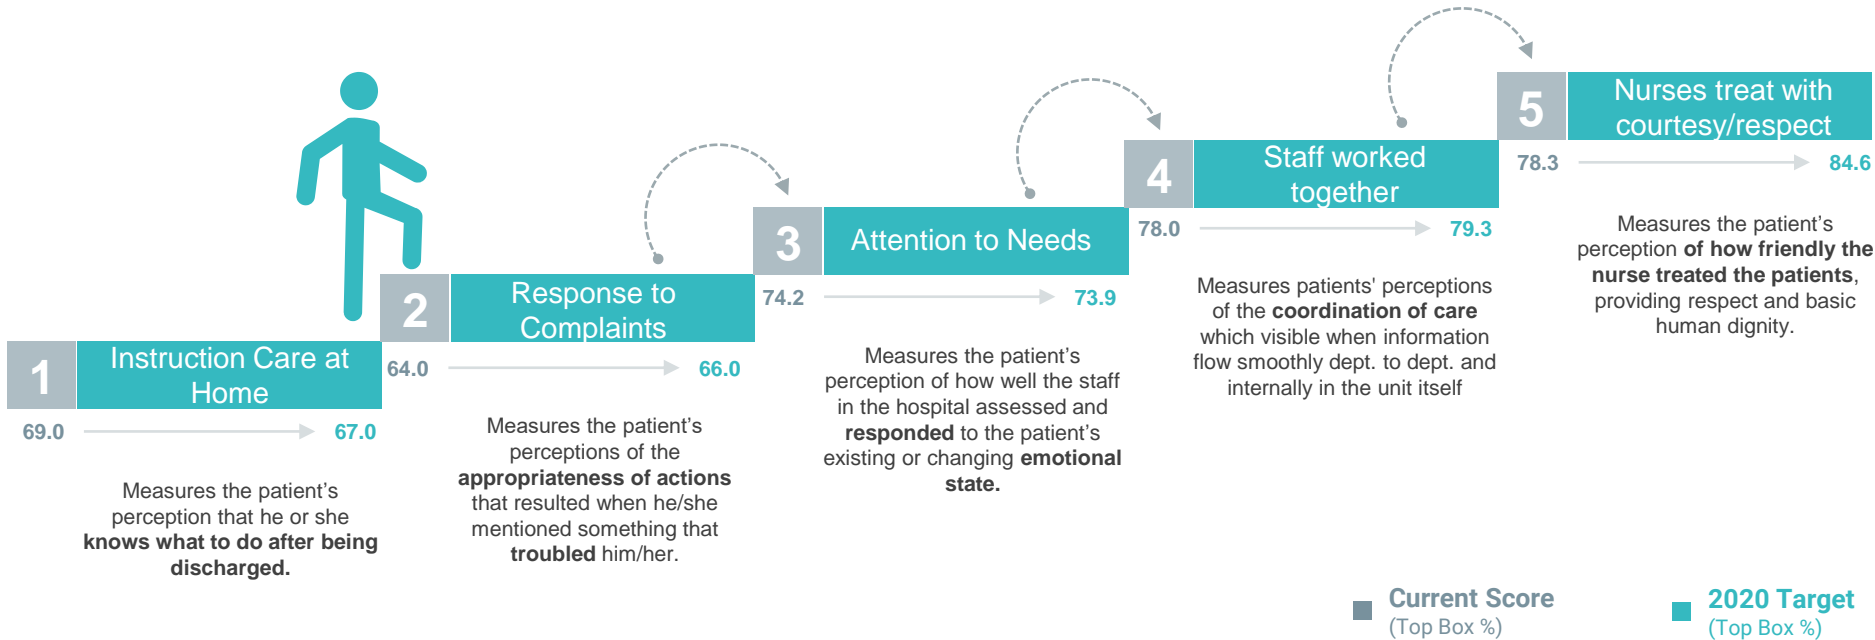 1
Instruction Care at
Home
69.0
67.0
Measures the patient’s
perception that he or she
knows what to do after being
discharged.
2
Response to
Complaints
64.0
66.0
Measures the patient’s
perceptions of the
appropriateness of actions
that resulted when he/she
mentioned something that
troubled him/her.
3
Attention to Needs
74.2
73.9
Measures the patient’s
perception of how well the staff
in the hospital assessed and
responded to the patient’s
existing or changing emotional
state.
4
Staff worked
together
78.0
79.3
Measures patients' perceptions
of the coordination of care
which visible when information
flow smoothly dept. to dept. and
internally in the unit itself
5
Nurses treat with
courtesy/respect
78.3
84.6
Measures the patient’s
perception of how friendly the
nurse treated the patients,
providing respect and basic
human dignity.
Current Score
(Top Box %)
2020 Target
(Top Box %)